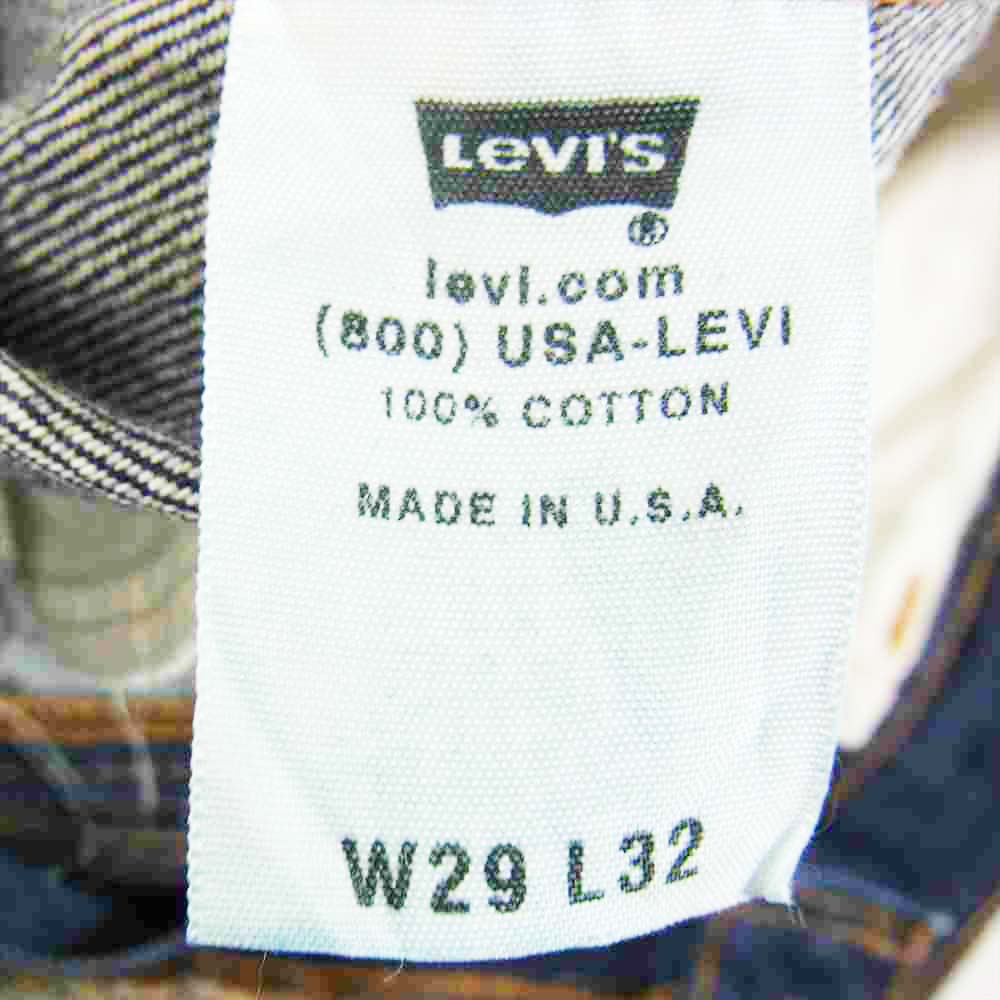 LEVI'S
®
levi.com
(800) USA-LEVI
100% COTTON
MADE IN U.S.A.
W29 L32